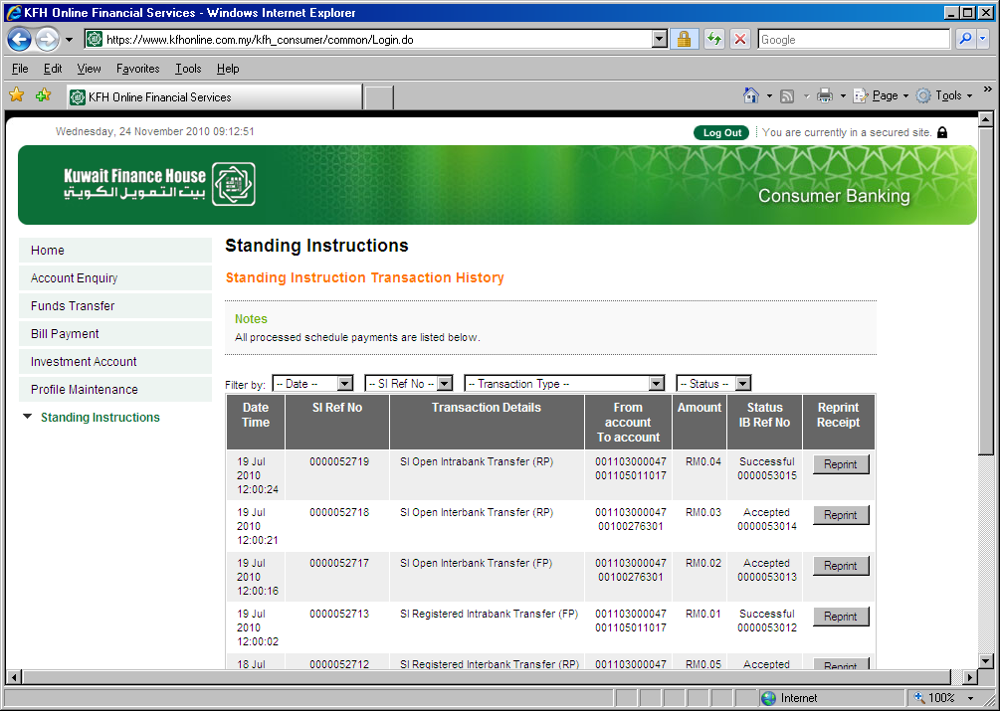 KFH Online Financial Services - Windows Internet Explorer
https://www.kfhonline.com.my/kfh_consumer/common/Login.do
Google
File Edit View Favorites Tools Help
KFH Online Financial Services
Page Tools
Wednesday, 24 November 2010 09:12:51
Log Out You are currently in a secured site.
Kuwait Finance House
بيت التمويل الكويتي
Consumer Banking
Home
Account Enquiry
Funds Transfer
Bill Payment
Investment Account
Profile Maintenance
Standing Instructions
Standing Instructions
Standing Instruction Transaction History
Notes
All processed schedule payments are listed below.
Filter by: -- Date -- -- SI Ref No -- -- Transaction Type -- -- Status --
Date Time SI Ref No Transaction Details From account To account Amount Status IB Ref No Reprint Receipt
19 Jul 2010 12:00:24 0000052719 SI Open Intrabank Transfer (RP) 001103000047 001105011017 RM0.04 Successful 0000053015 Reprint
19 Jul 2010 12:00:21 0000052718 SI Open Interbank Transfer (RP) 001103000047 00100276301 RM0.03 Accepted 0000053014 Reprint
19 Jul 2010 12:00:16 0000052717 SI Open Interbank Transfer (FP) 001103000047 00100276301 RM0.02 Accepted 0000053013 Reprint
19 Jul 2010 12:00:02 0000052713 SI Registered Intrabank Transfer (FP) 001103000047 001105011017 RM0.01 Successful 0000053012 Reprint
18 Jul 0000052712 SI Registered Interbank Transfer (RP) 001103000047 RM0.05 Accepted Reprint
Internet 100%